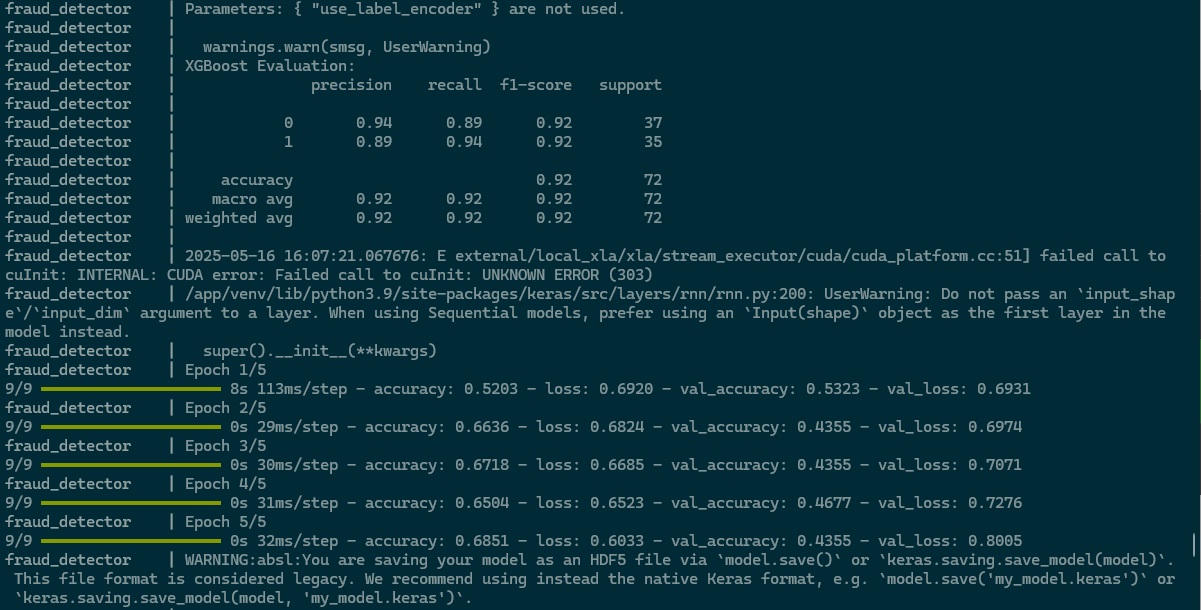 fraud_detector    | Parameters: { "use_label_encoder" } are not used.
fraud_detector    |
fraud_detector    |   warnings.warn(smsg, UserWarning)
fraud_detector    | XGBoost Evaluation:
fraud_detector    |               precision    recall  f1-score   support
fraud_detector    |
fraud_detector    |            0       0.94      0.89      0.92        37
fraud_detector    |            1       0.89      0.94      0.92        35
fraud_detector    |
fraud_detector    |     accuracy                           0.92        72
fraud_detector    |    macro avg       0.92      0.92      0.92        72
fraud_detector    | weighted avg       0.92      0.92      0.92        72
fraud_detector    |
fraud_detector    | 2025-05-16 16:07:21.067676: E external/local_xla/xla/stream_executor/cuda/cuda_platform.cc:51] failed call to
cuInit: INTERNAL: CUDA error: Failed call to cuInit: UNKNOWN ERROR (303)
fraud_detector    | /app/venv/lib/python3.9/site-packages/keras/src/layers/rnn/rnn.py:200: UserWarning: Do not pass an `input_shap
e`/`input_dim` argument to a layer. When using Sequential models, prefer using an `Input(shape)` object as the first layer in the
model instead.
fraud_detector    |   super().__init__(**kwargs)
fraud_detector    | Epoch 1/5
9/9 ━━━━━━━━━━━━━━━━━━━━ 8s 113ms/step - accuracy: 0.5203 - loss: 0.6920 - val_accuracy: 0.5323 - val_loss: 0.6931
fraud_detector    | Epoch 2/5
9/9 ━━━━━━━━━━━━━━━━━━━━ 0s 29ms/step - accuracy: 0.6636 - loss: 0.6824 - val_accuracy: 0.4355 - val_loss: 0.6974
fraud_detector    | Epoch 3/5
9/9 ━━━━━━━━━━━━━━━━━━━━ 0s 30ms/step - accuracy: 0.6718 - loss: 0.6685 - val_accuracy: 0.4355 - val_loss: 0.7071
fraud_detector    | Epoch 4/5
9/9 ━━━━━━━━━━━━━━━━━━━━ 0s 31ms/step - accuracy: 0.6504 - loss: 0.6523 - val_accuracy: 0.4677 - val_loss: 0.7276
fraud_detector    | Epoch 5/5
9/9 ━━━━━━━━━━━━━━━━━━━━ 0s 32ms/step - accuracy: 0.6851 - loss: 0.6033 - val_accuracy: 0.4355 - val_loss: 0.8005
fraud_detector    | WARNING:absl:You are saving your model as an HDF5 file via `model.save()` or `keras.saving.save_model(model)`.
 This file format is considered legacy. We recommend using instead the native Keras format, e.g. `model.save('my_model.keras')` or
 `keras.saving.save_model(model, 'my_model.keras')`.